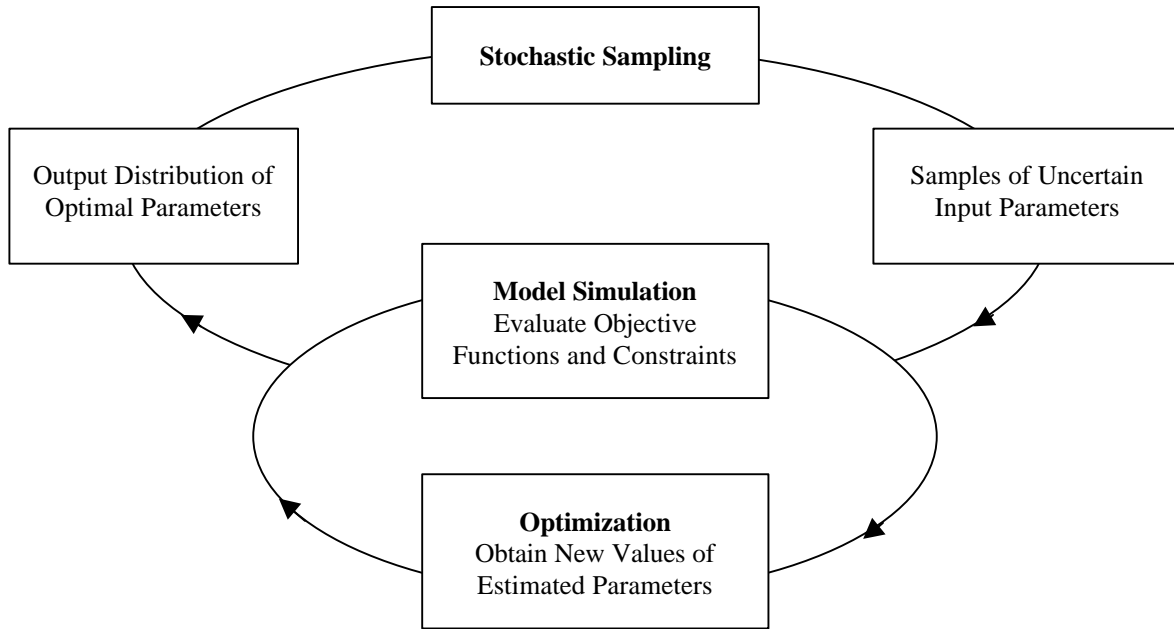 Stochastic Sampling
Output Distribution of
Optimal Parameters
Samples of Uncertain
Input Parameters
Model Simulation
Evaluate Objective
Functions and Constraints
Optimization
Obtain New Values of
Estimated Parameters